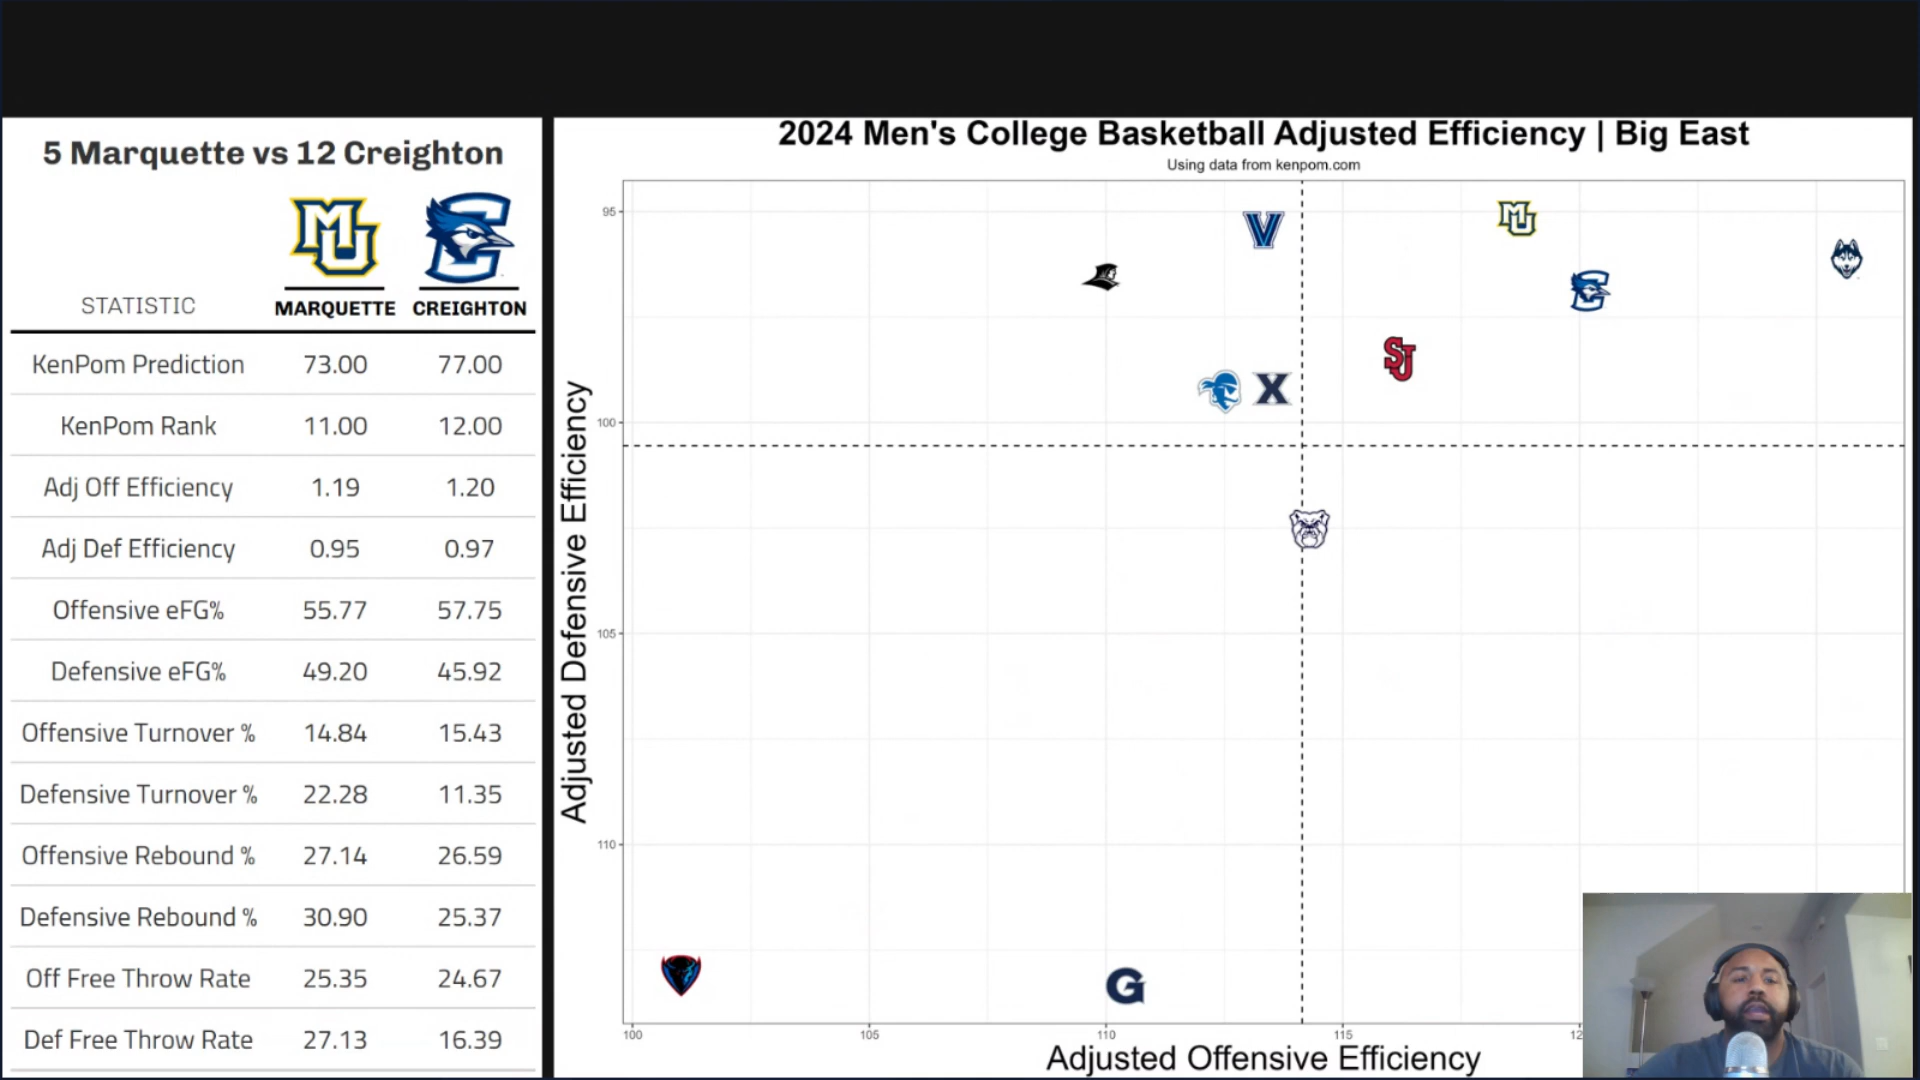 5 Marquette vs 12 Creighton
STATISTIC MARQUETTE CREIGHTON
KenPom Prediction 73.00 77.00
KenPom Rank 11.00 12.00
Adj Off Efficiency 1.19 1.20
Adj Def Efficiency 0.95 0.97
Offensive eFG% 55.77 57.75
Defensive eFG% 49.20 45.92
Offensive Turnover % 14.84 15.43
Defensive Turnover % 22.28 11.35
Offensive Rebound % 27.14 26.59
Defensive Rebound % 30.90 25.37
Off Free Throw Rate 25.35 24.67
Def Free Throw Rate 27.13 16.39
2024 Men's College Basketball Adjusted Efficiency | Big East
Using data from kenpom.com
Adjusted Defensive Efficiency
95
100
105
110
MU
V
SJ
X
G
100 105 110 115
Adjusted Offensive Efficiency